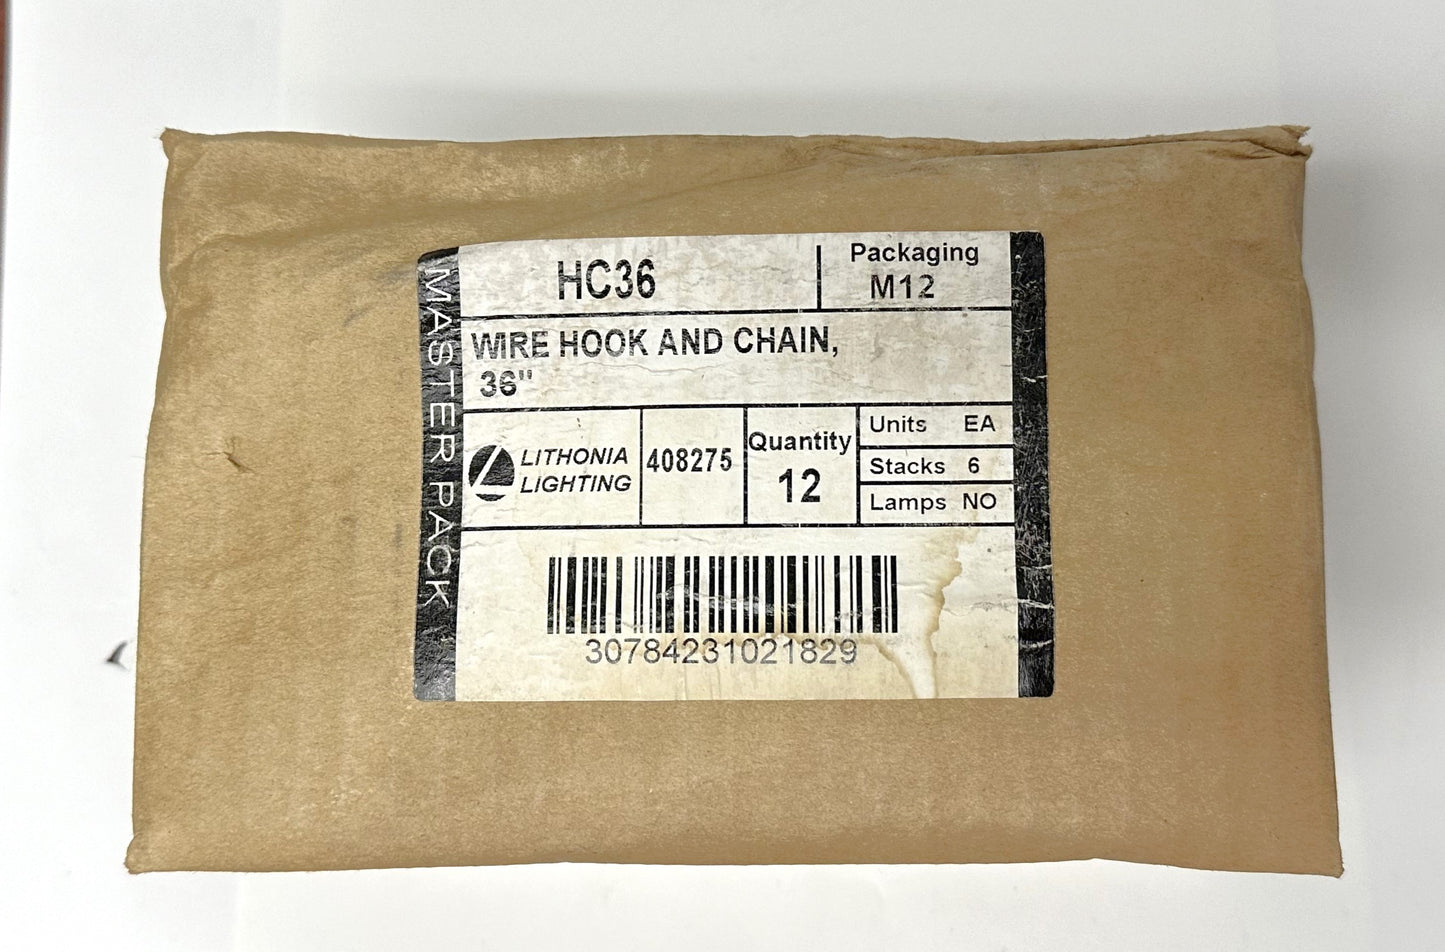 MASTER PACK
HC36
Packaging
M12
WIRE HOOK AND CHAIN,
36"
LITHONIA
LIGHTING
408275
Quantity
12
Units EA
Stacks 6
Lamps NO
30784231021829